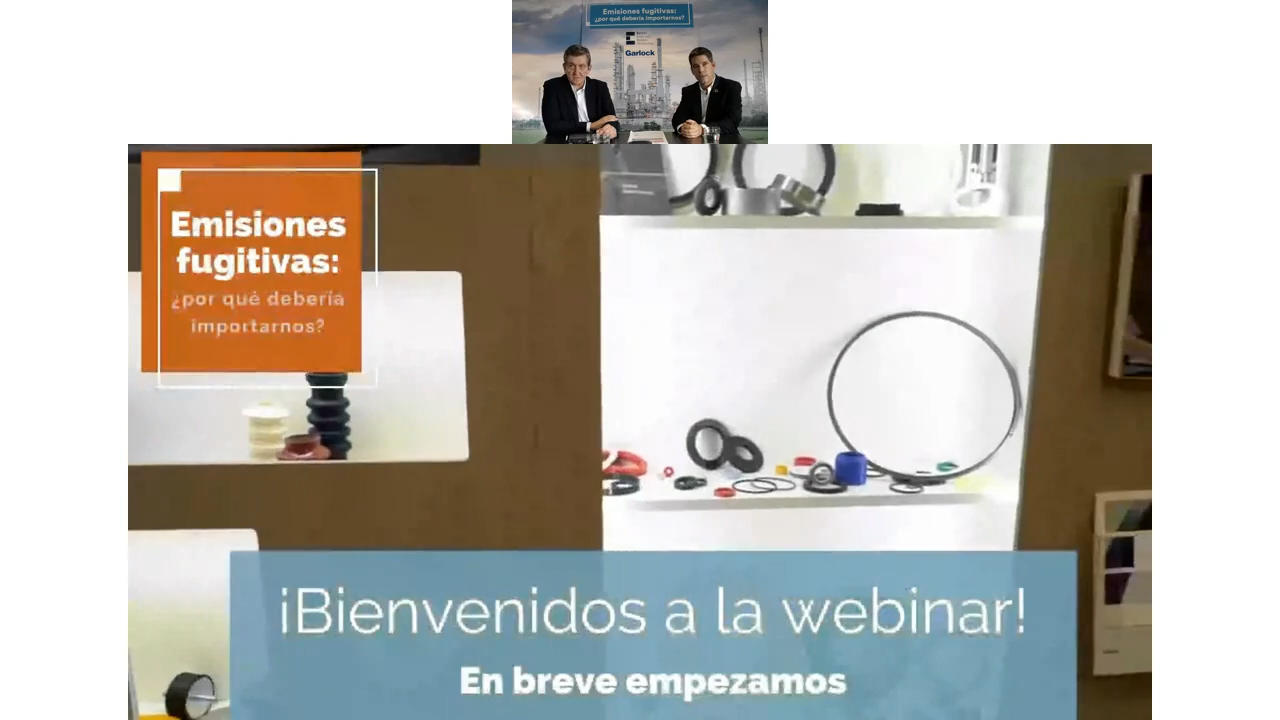 Emisiones fugitivas:
¿por qué debería importarnos?
Garlock
Emisiones
fugitivas:
¿por qué debería
importarnos?
¡Bienvenidos a la webinar!
En breve empezamos